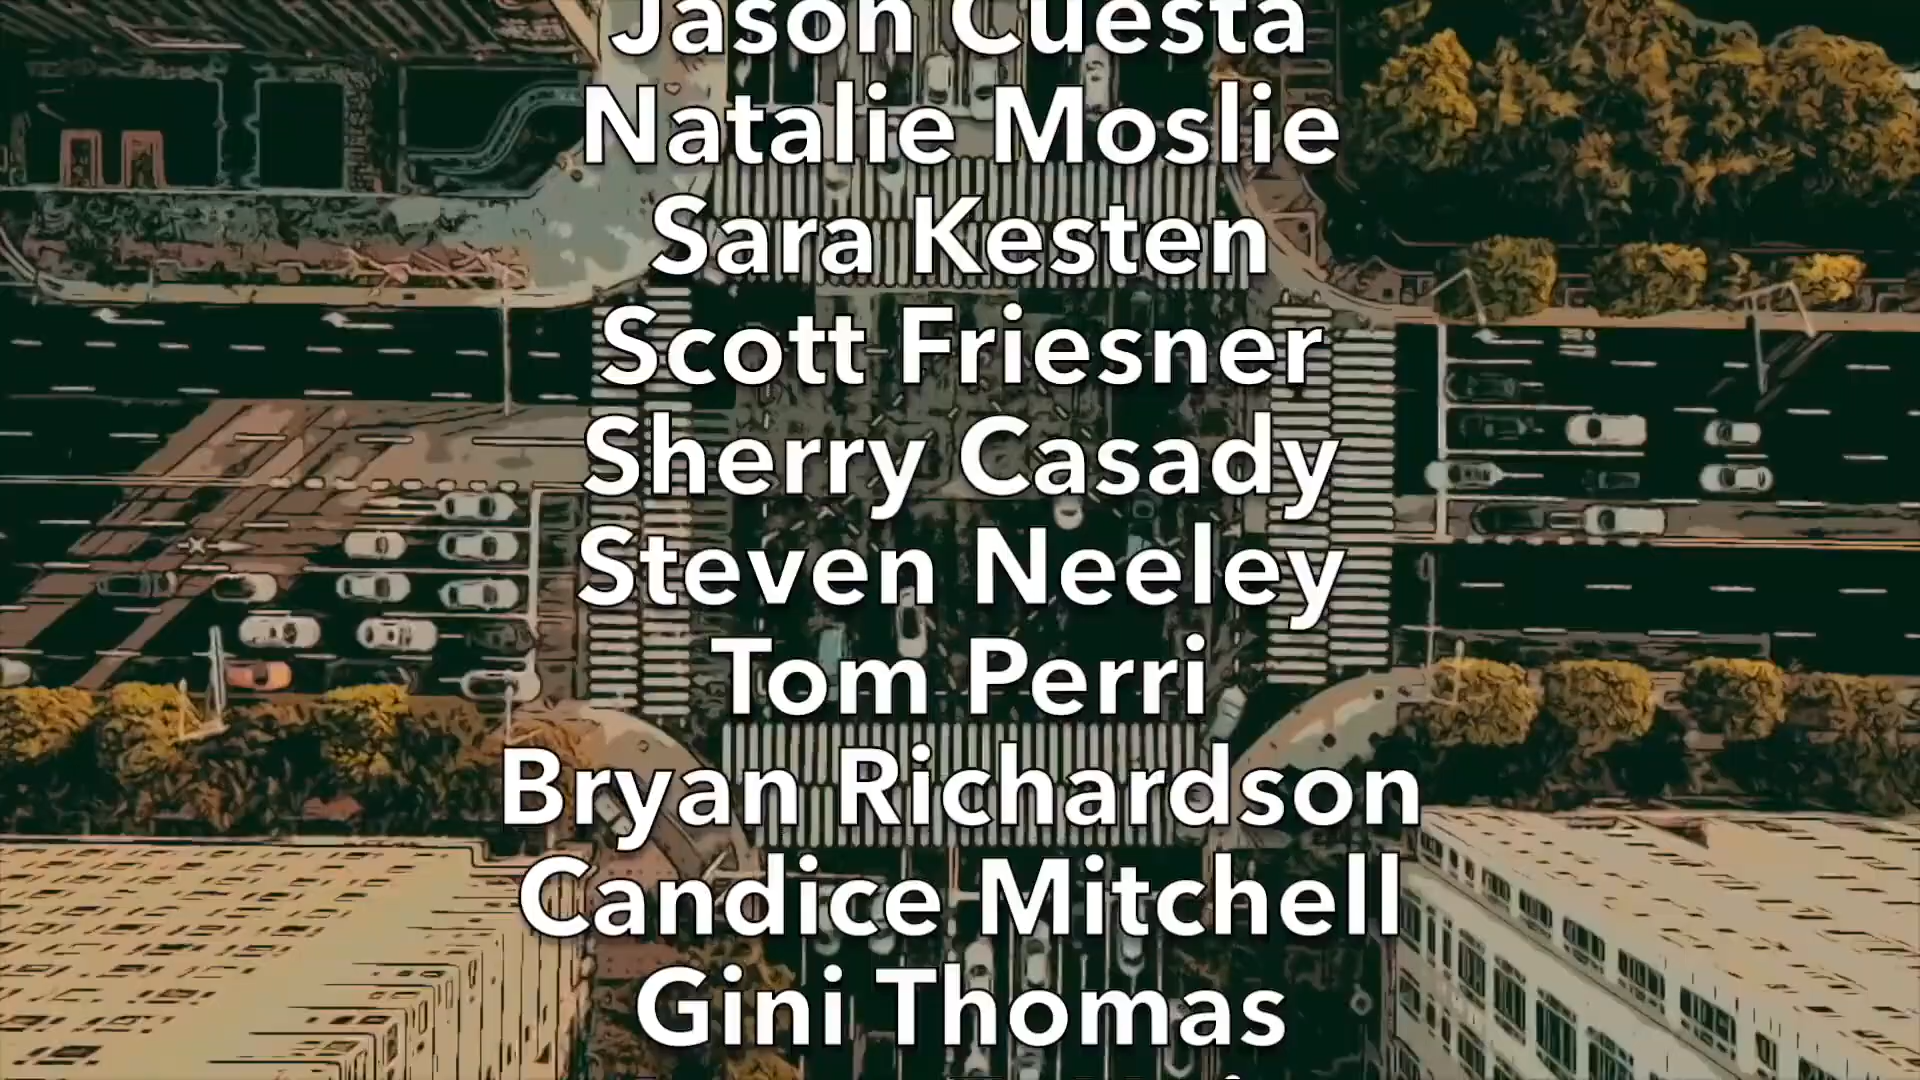 Jason Cuesta
Natalie Moslie
Sara Kesten
Scott Friesner
Sherry Casady
Steven Neeley
Tom Perri
Bryan Richardson
Candice Mitchell
Gini Thomas